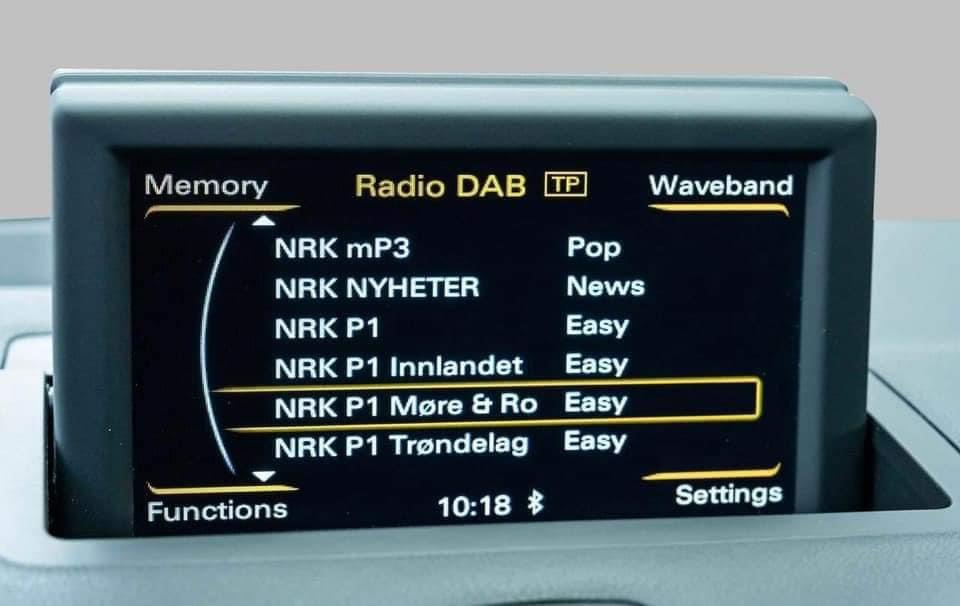 Memory Radio DAB TP Waveband
NRK mP3 Pop
NRK NYHETER News
NRK P1 Easy
NRK P1 Innlandet Easy
NRK P1 Møre & Ro Easy
NRK P1 Trøndelag Easy
Functions 10:18 Settings